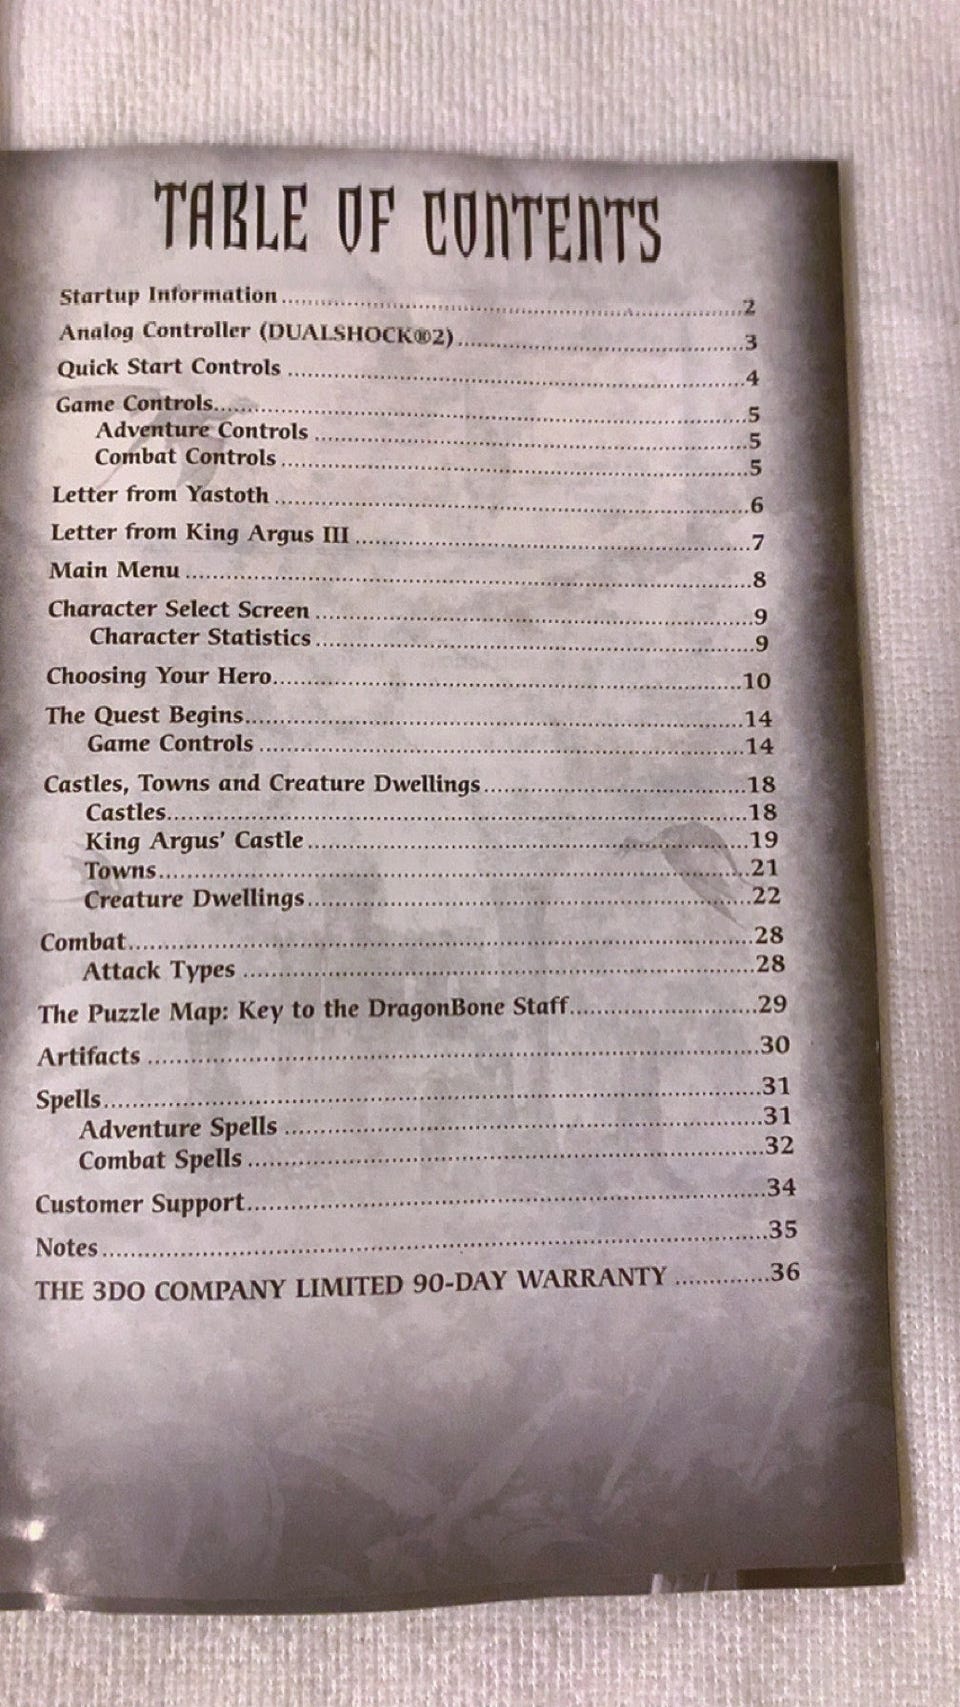 TABLE OF CONTENTS
Startup Information ........................ 2
Analog Controller (DUALSHOCK®2) ........................ 3
Quick Start Controls ........................ 4
Game Controls ........................ 5
Adventure Controls ........................ 5
Combat Controls ........................ 5
Letter from Yastoth ........................ 6
Letter from King Argus III ........................ 7
Main Menu ........................ 8
Character Select Screen ........................ 9
Character Statistics ........................ 9
Choosing Your Hero ........................ 10
The Quest Begins ........................ 14
Game Controls ........................ 14
Castles, Towns and Creature Dwellings ........................ 18
Castles ........................ 18
King Argus’ Castle ........................ 19
Towns ........................ 21
Creature Dwellings ........................ 22
Combat ........................ 28
Attack Types ........................ 28
The Puzzle Map: Key to the DragonBone Staff ........................ 29
Artifacts ........................ 30
Spells ........................ 31
Adventure Spells ........................ 31
Combat Spells ........................ 32
Customer Support ........................ 34
Notes ........................ 35
THE 3DO COMPANY LIMITED 90-DAY WARRANTY .............. 36